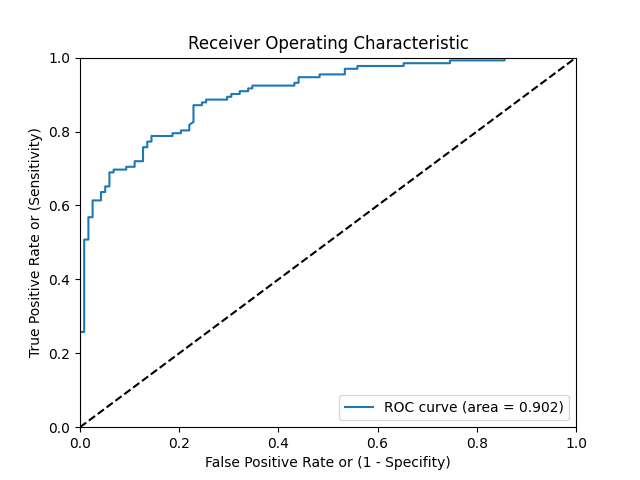 Receiver Operating Characteristic
1.0
0.8
0.6
0.4
0.2
0.0
True Positive Rate or (Sensitivity)
ROC curve (area = 0.902)
0.0 0.2 0.4 0.6 0.8 1.0
False Positive Rate or (1 - Specifity)